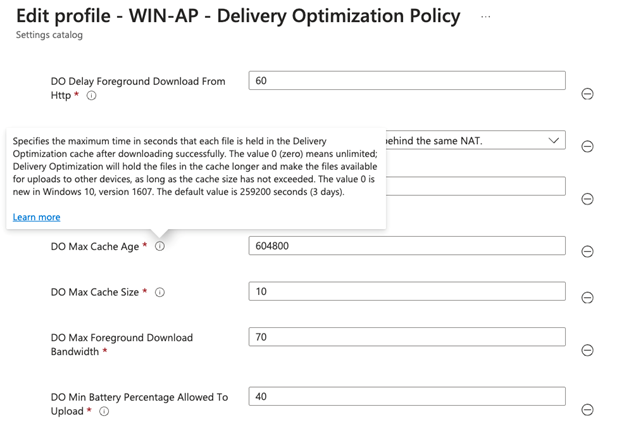 Edit profile - WIN-AP - Delivery Optimization Policy ...
Settings catalog
DO Delay Foreground Download From
Http * 
60
ehind the same NAT.
Specifies the maximum time in seconds that each file is held in the Delivery
Optimization cache after downloading successfully. The value 0 (zero) means unlimited;
Delivery Optimization will hold the files in the cache longer and make the files available
for uploads to other devices, as long as the cache size has not exceeded. The value 0 is
new in Windows 10, version 1607. The default value is 259200 seconds (3 days).
Learn more
DO Max Cache Age *
604800
DO Max Cache Size *
10
DO Max Foreground Download
Bandwidth *
70
DO Min Battery Percentage Allowed To
Upload *
40